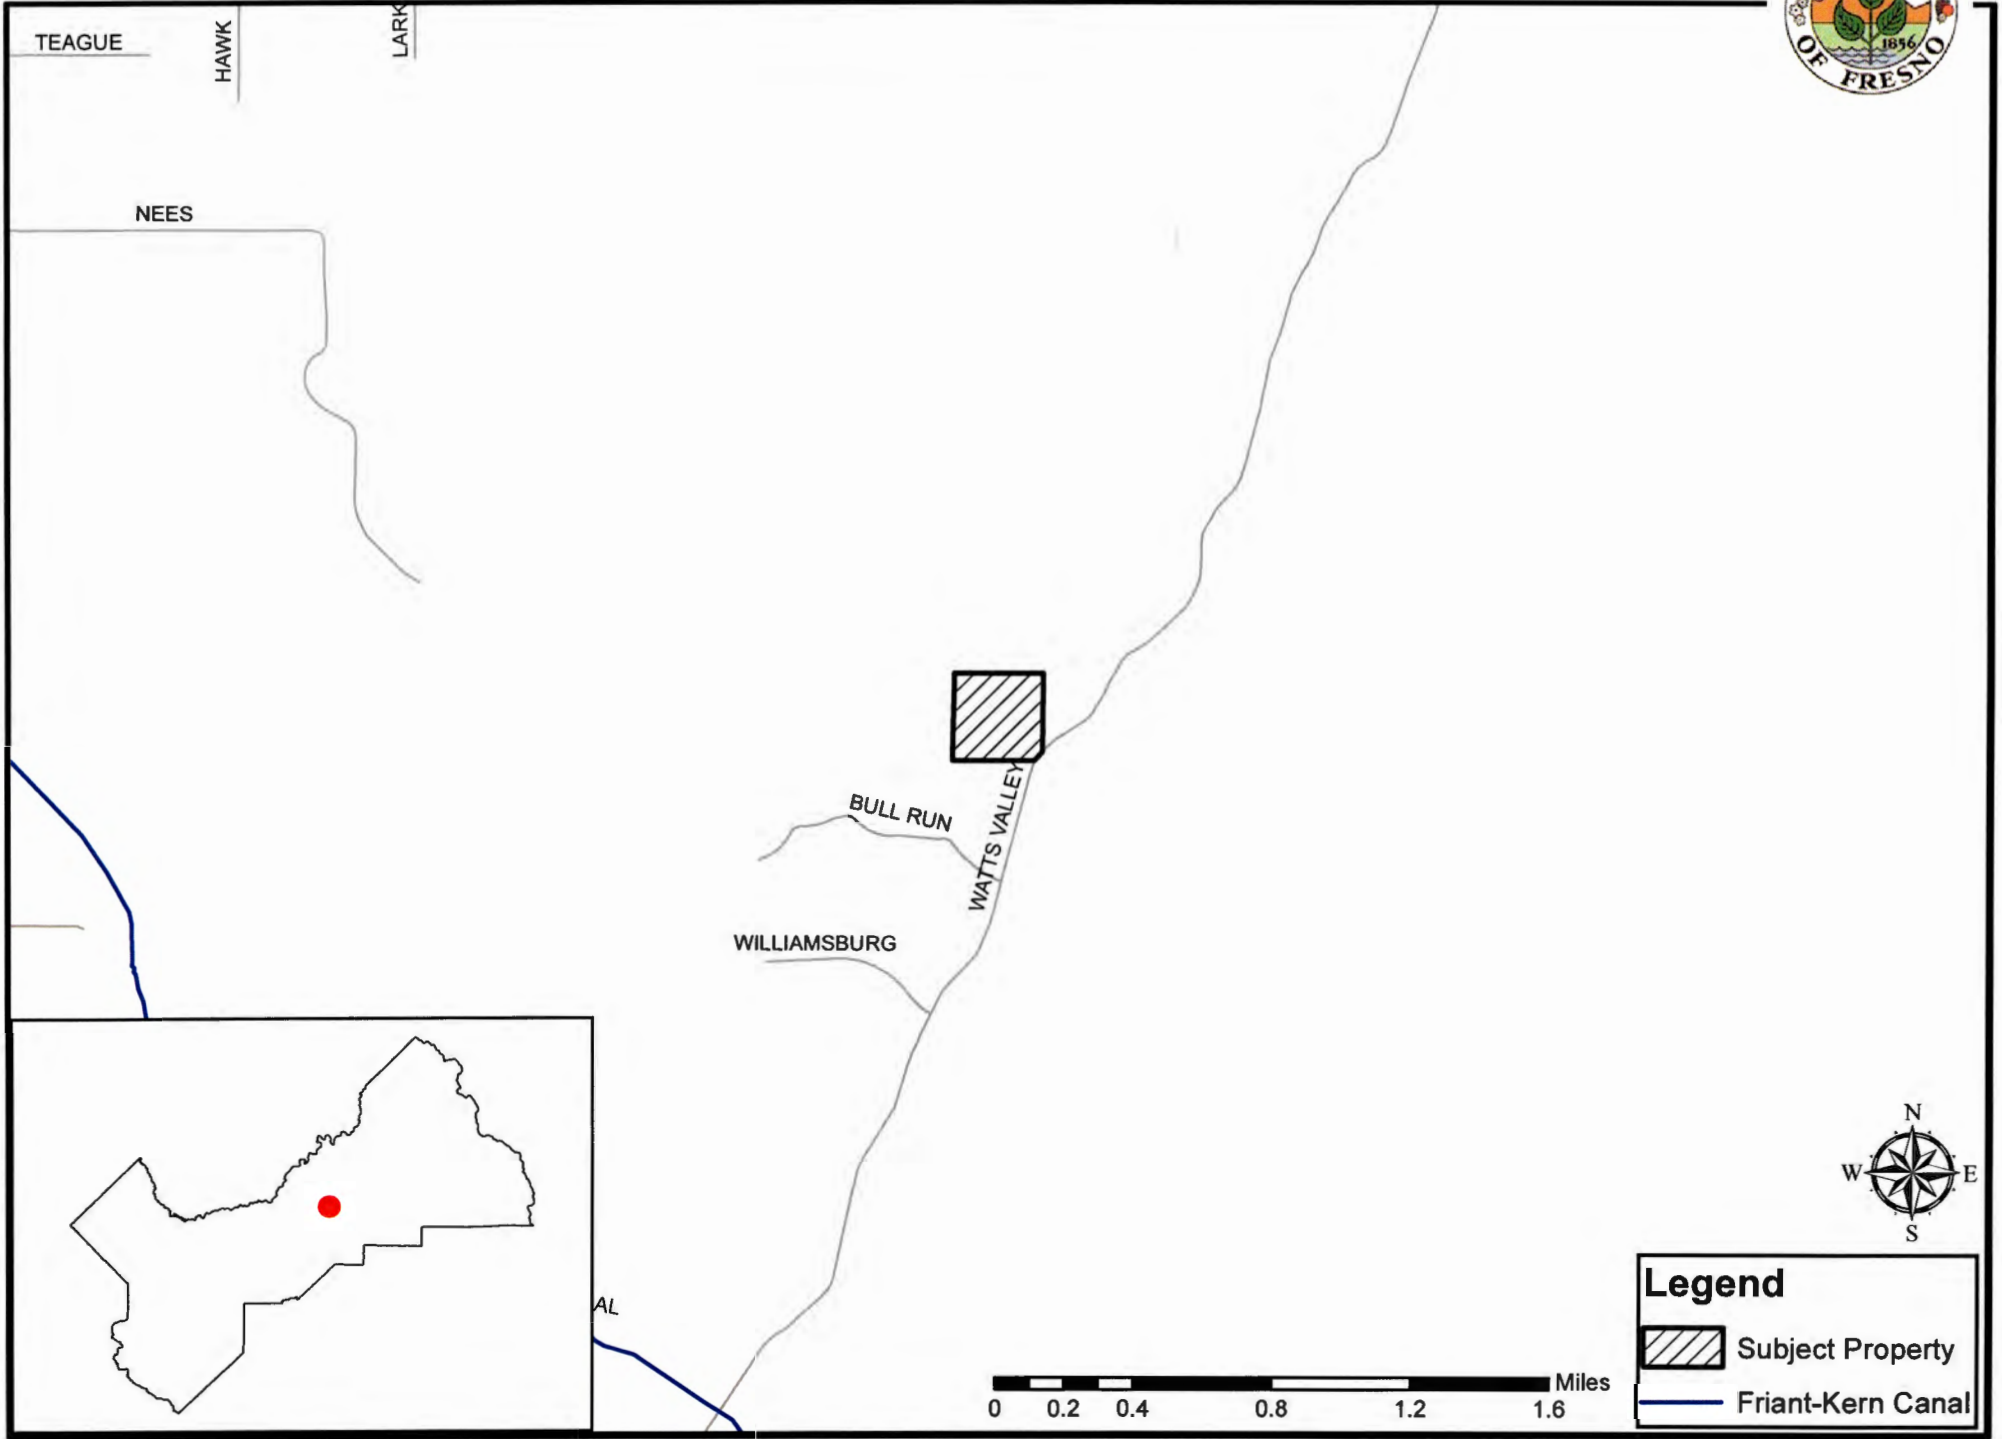 TEAGUE
HAWK
LARK
1856
OF FRESNO
NEES
BULL RUN
WATTS VALLEY
WILLIAMSBURG
AL
N
W E
S
Legend
Subject Property
Friant-Kern Canal
Miles
0 0.2 0.4 0.8 1.2 1.6